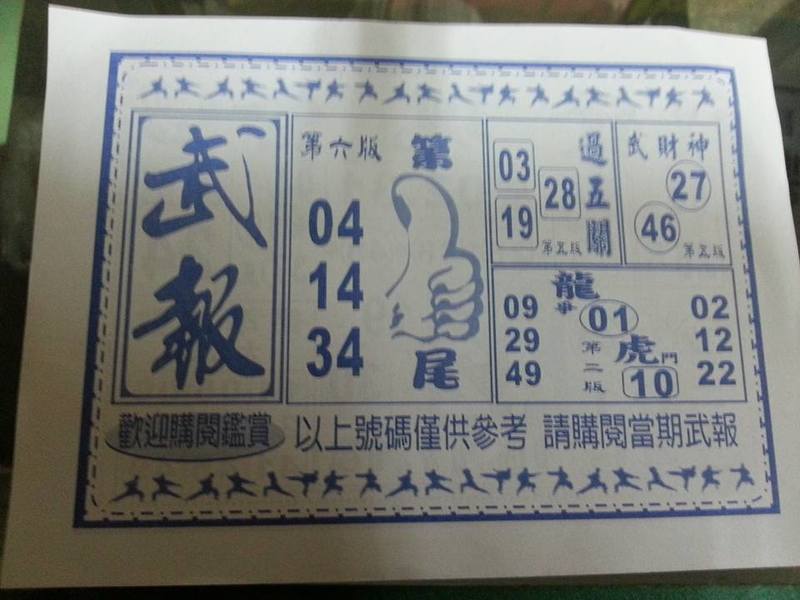 武報
第六版
第
04
14
34
尾
過五關
03
19
28
第五版
武財神
27
46
第五版
龍爭
虎鬥
第二版
09
29
49
01
10
02
12
22
歡迎購閱鑑賞 以上號碼僅供參考 請購閱當期武報